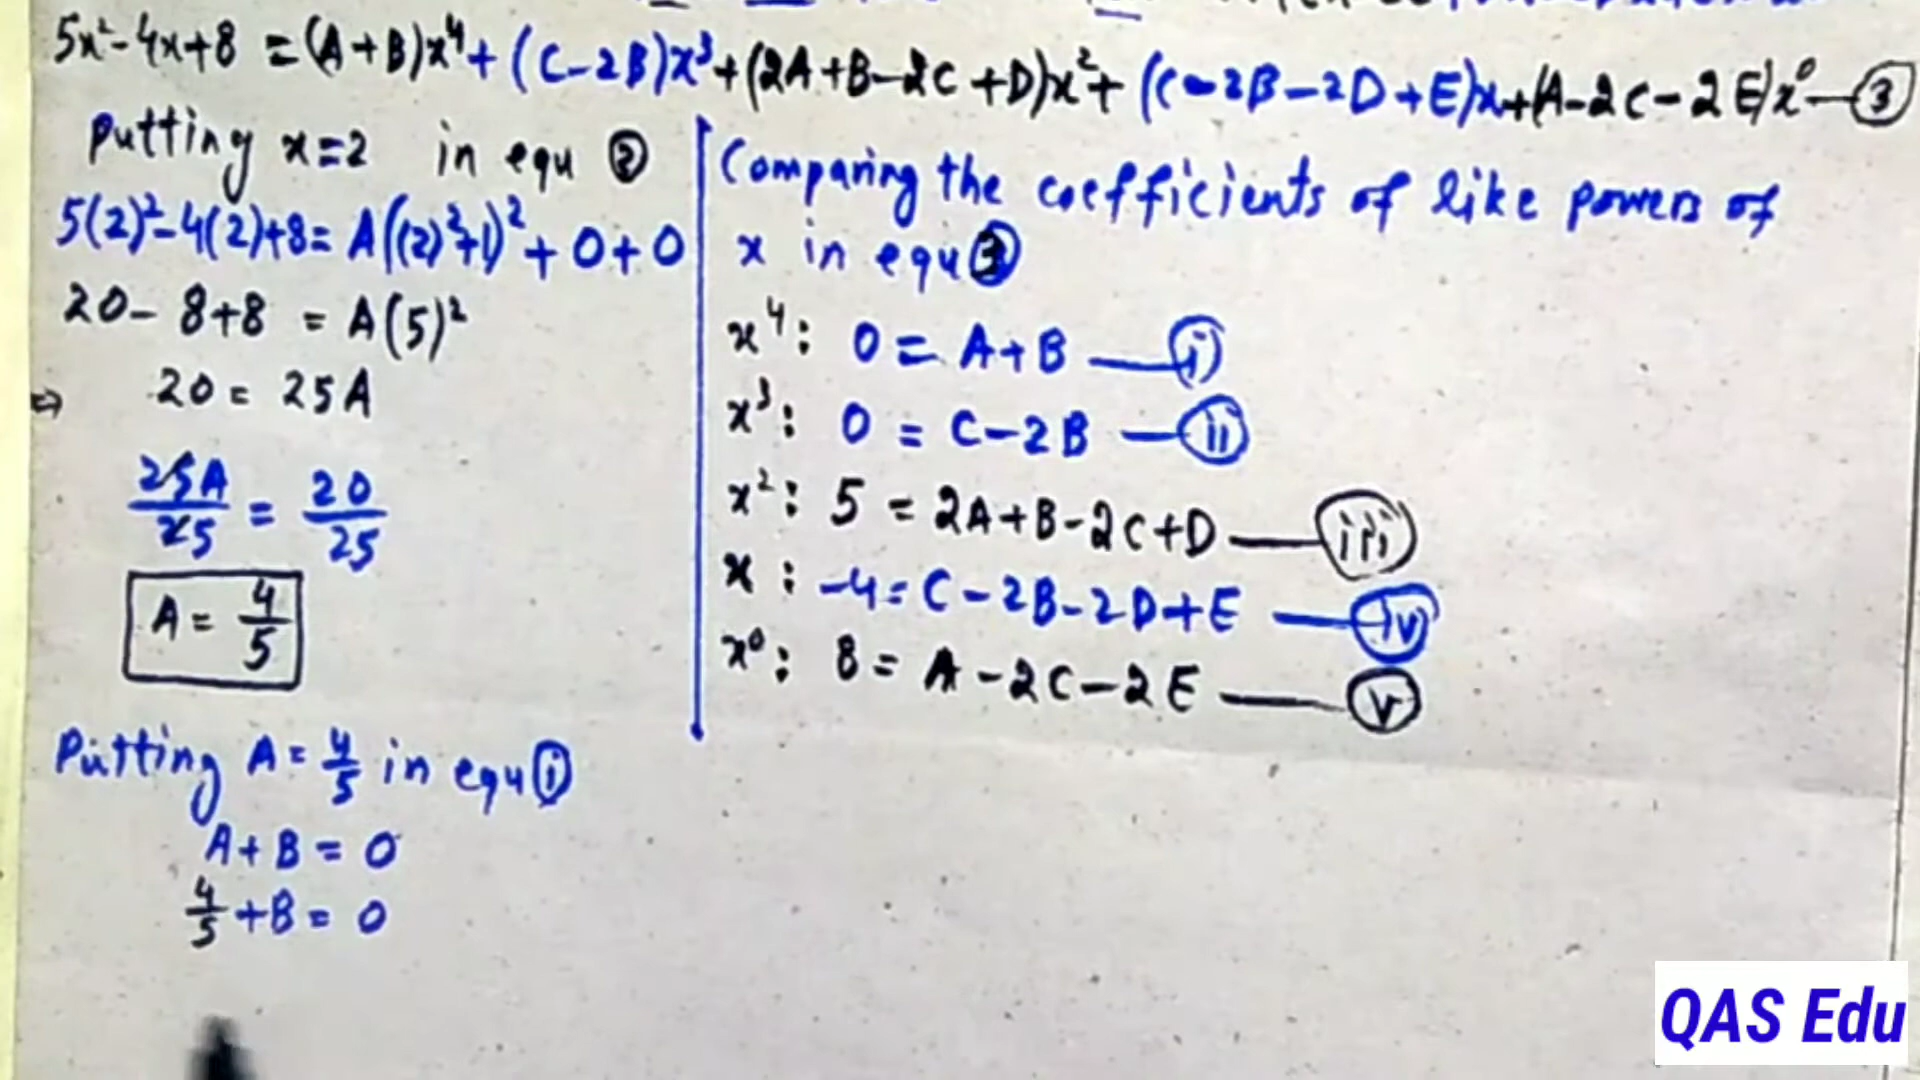 5x²-4x+8 = (A+B)x⁴+(C-2B)x³+(2A+B-2C+D)x²+(C-2B-2D+E)x+(A-2C-2E)x⁰—③
Putting x=2 in equ ②
5(2)²-4(2)+8= A((2)²+1)²+0+0
20-8+8 = A(5)²
⇒ 20 = 25A
25A/25 = 20/25
A = 4/5
Putting A = 4/5 in equ ①
A+B = 0
4/5+B = 0
Comparing the coefficients of like powers of
x in equ ③
x⁴: 0 = A+B — (i)
x³: 0 = C-2B — (ii)
x²: 5 = 2A+B-2C+D — (iii)
x: -4 = C-2B-2D+E — (iv)
x⁰: 8 = A-2C-2E — (v)
QAS Edu